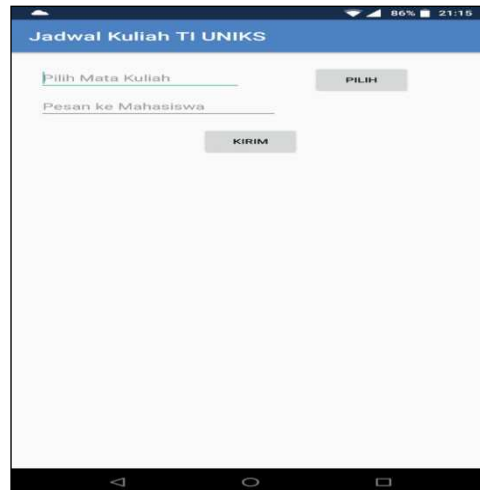 86% 21:15
Jadwal Kuliah TI UNIKS
Pilih Mata Kuliah PILIH
Pesan ke Mahasiswa
KIRIM